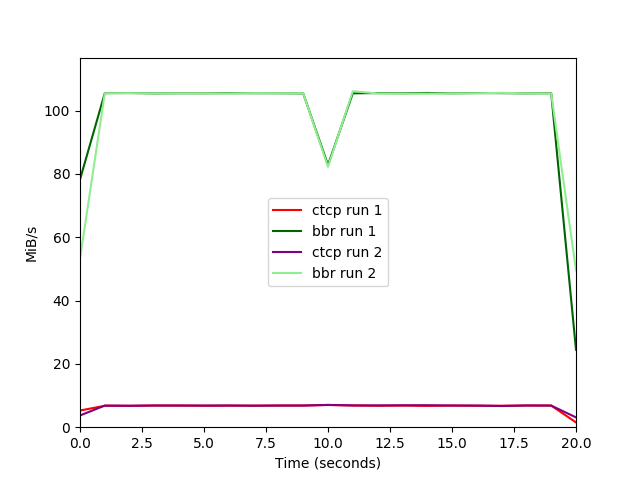 100
80
60
40
20
0
MiB/s
ctcp run 1
bbr run 1
ctcp run 2
bbr run 2
0.0 2.5 5.0 7.5 10.0 12.5 15.0 17.5 20.0
Time (seconds)